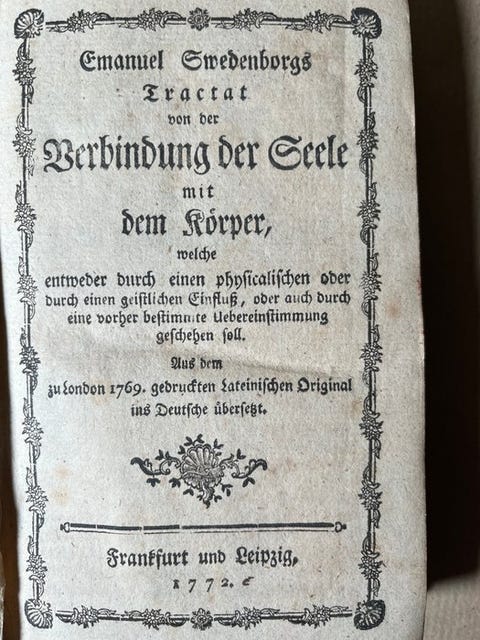 Emanuel Swedenborgs
Tractat
von der
Verbindung der Seele
mit
dem Körper,
welche
entweder durch einen physicalischen oder
durch einen geistlichen Einfluß, oder auch durch
eine vorher bestimmte Uebereinstimmung
geschehen soll.
Aus dem
zu London 1769. gedruckten Lateinischen Original
ins Deutsche übersetzt.
Frankfurt und Leipzig,
1772.